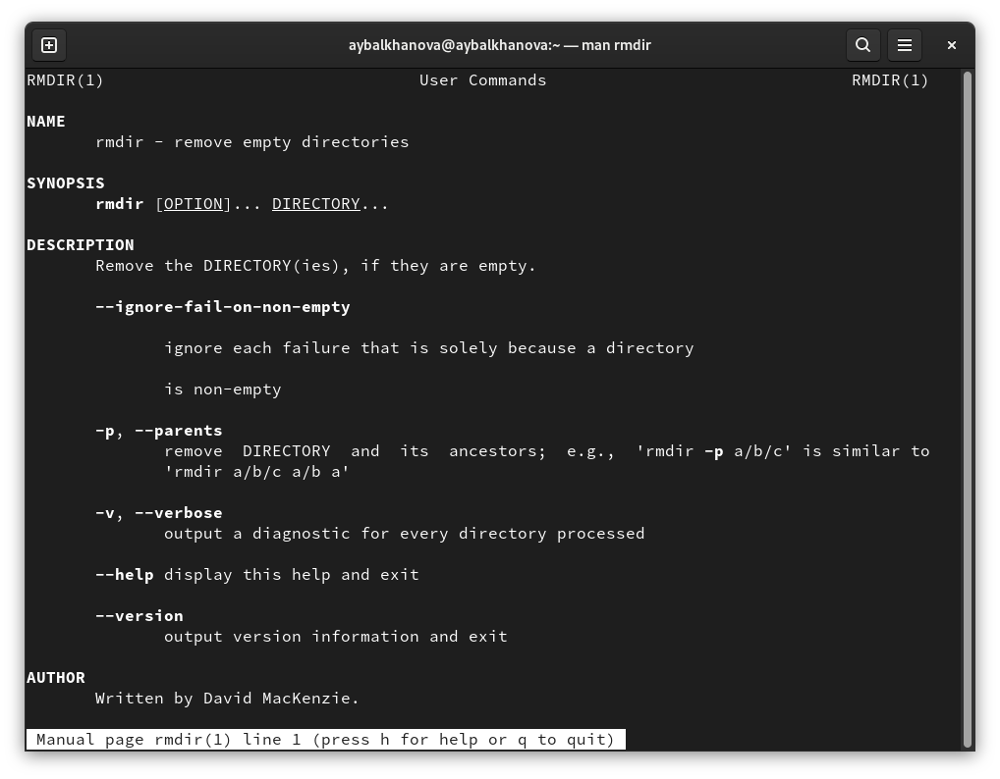 aybalkhanova@aybalkhanova:~ — man rmdir
RMDIR(1) User Commands RMDIR(1)
NAME
rmdir - remove empty directories
SYNOPSIS
rmdir [OPTION]... DIRECTORY...
DESCRIPTION
Remove the DIRECTORY(ies), if they are empty.
--ignore-fail-on-non-empty
ignore each failure that is solely because a directory
is non-empty
-p, --parents
remove DIRECTORY and its ancestors; e.g., 'rmdir -p a/b/c' is similar to
'rmdir a/b/c a/b a'
-v, --verbose
output a diagnostic for every directory processed
--help display this help and exit
--version
output version information and exit
AUTHOR
Written by David MacKenzie.
Manual page rmdir(1) line 1 (press h for help or q to quit)